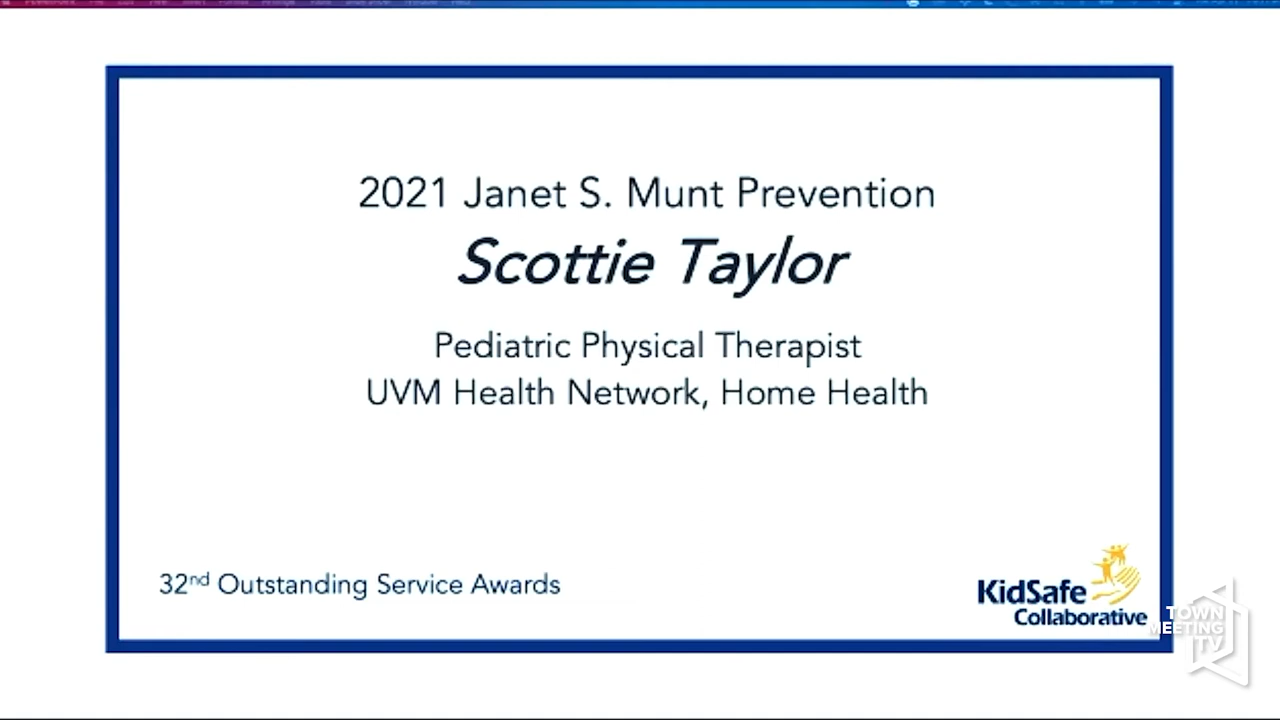 2021 Janet S. Munt Prevention
Scottie Taylor
Pediatric Physical Therapist
UVM Health Network, Home Health
32nd Outstanding Service Awards
KidSafe
Collaborative
TOWN
MEETING
TV